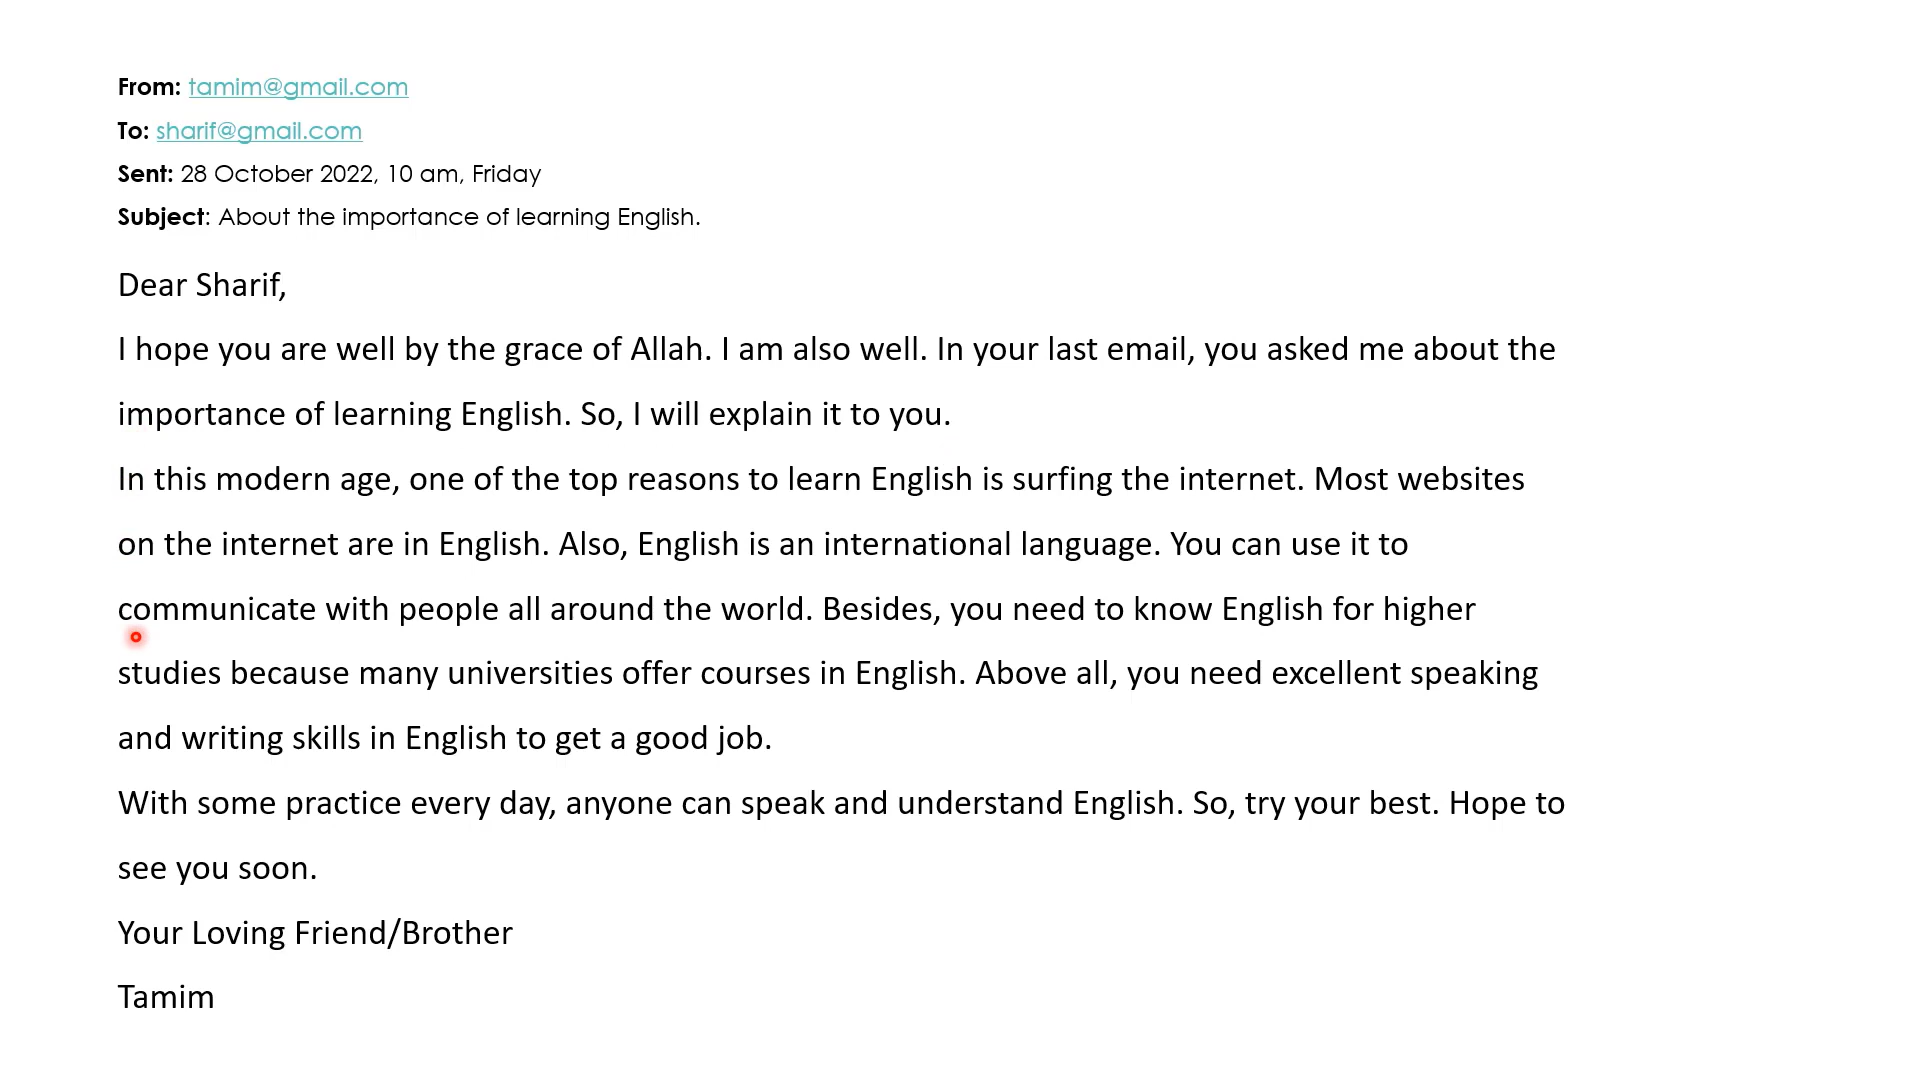 From: tamim@gmail.com
To: sharif@gmail.com
Sent: 28 October 2022, 10 am, Friday
Subject: About the importance of learning English.
Dear Sharif,
I hope you are well by the grace of Allah. I am also well. In your last email, you asked me about the
importance of learning English. So, I will explain it to you.
In this modern age, one of the top reasons to learn English is surfing the internet. Most websites
on the internet are in English. Also, English is an international language. You can use it to
communicate with people all around the world. Besides, you need to know English for higher
studies because many universities offer courses in English. Above all, you need excellent speaking
and writing skills in English to get a good job.
With some practice every day, anyone can speak and understand English. So, try your best. Hope to
see you soon.
Your Loving Friend/Brother
Tamim